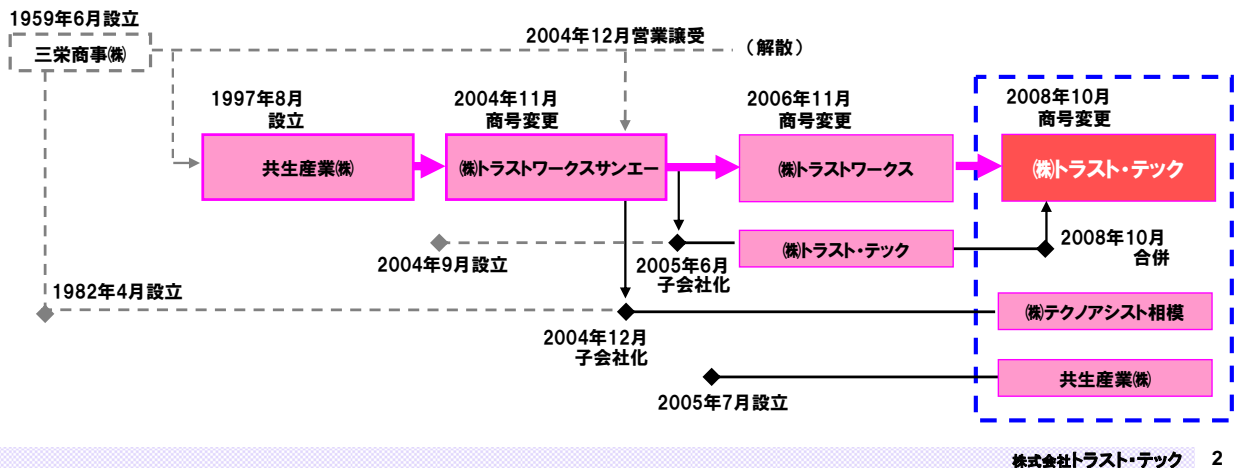 1959年6月設立
三栄商事㈱
2004年12月営業譲受
（解散）
1997年8月
設立
2004年11月
商号変更
2006年11月
商号変更
2008年10月
商号変更
共生産業㈱
㈱トラストワークスサンエー
㈱トラストワークス
㈱トラスト・テック
2004年9月設立
2005年6月
子会社化
㈱トラスト・テック
2008年10月
合併
1982年4月設立
2004年12月
子会社化
㈱テクノアシスト相模
2005年7月設立
共生産業㈱
株式会社トラスト・テック 2